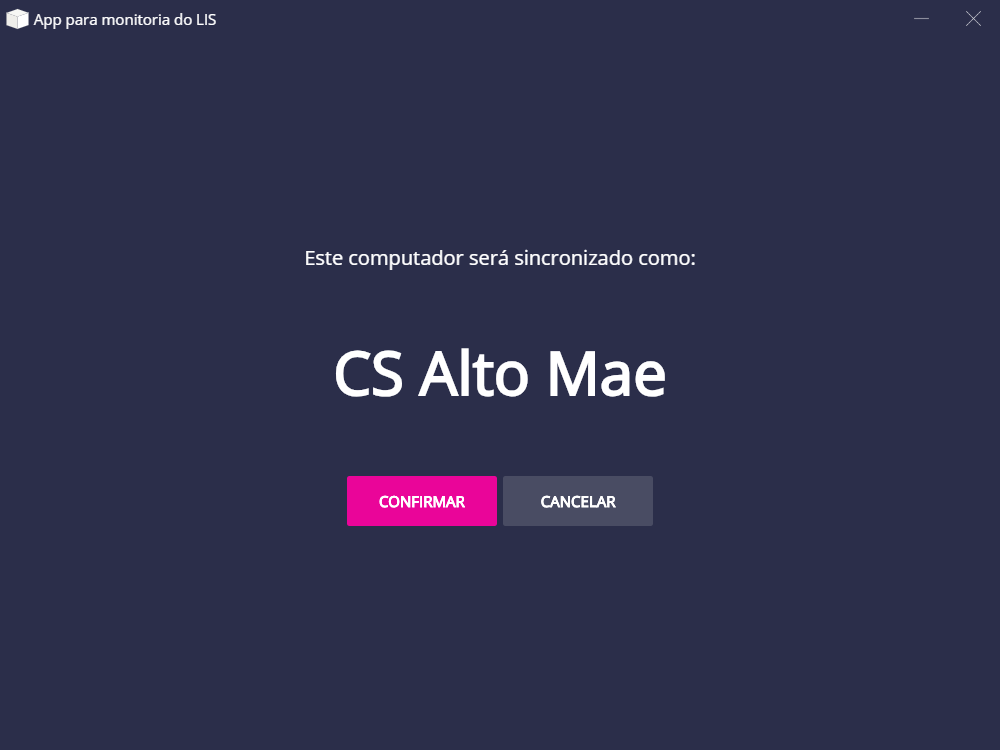 App para monitoria do LIS
Este computador será sincronizado como:
CS Alto Mae
CONFIRMAR CANCELAR